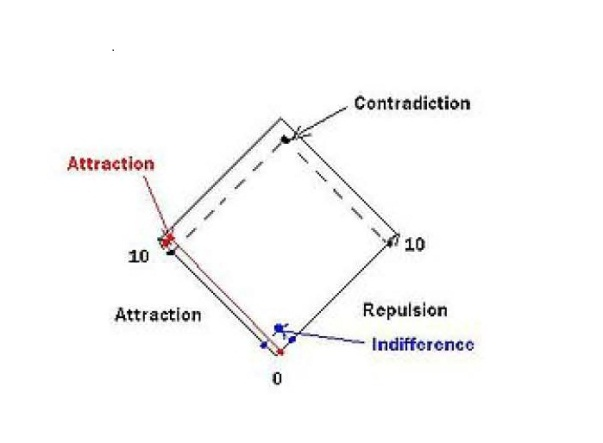 Contradiction
Attraction
10
10
Attraction
Repulsion
Indifference
0